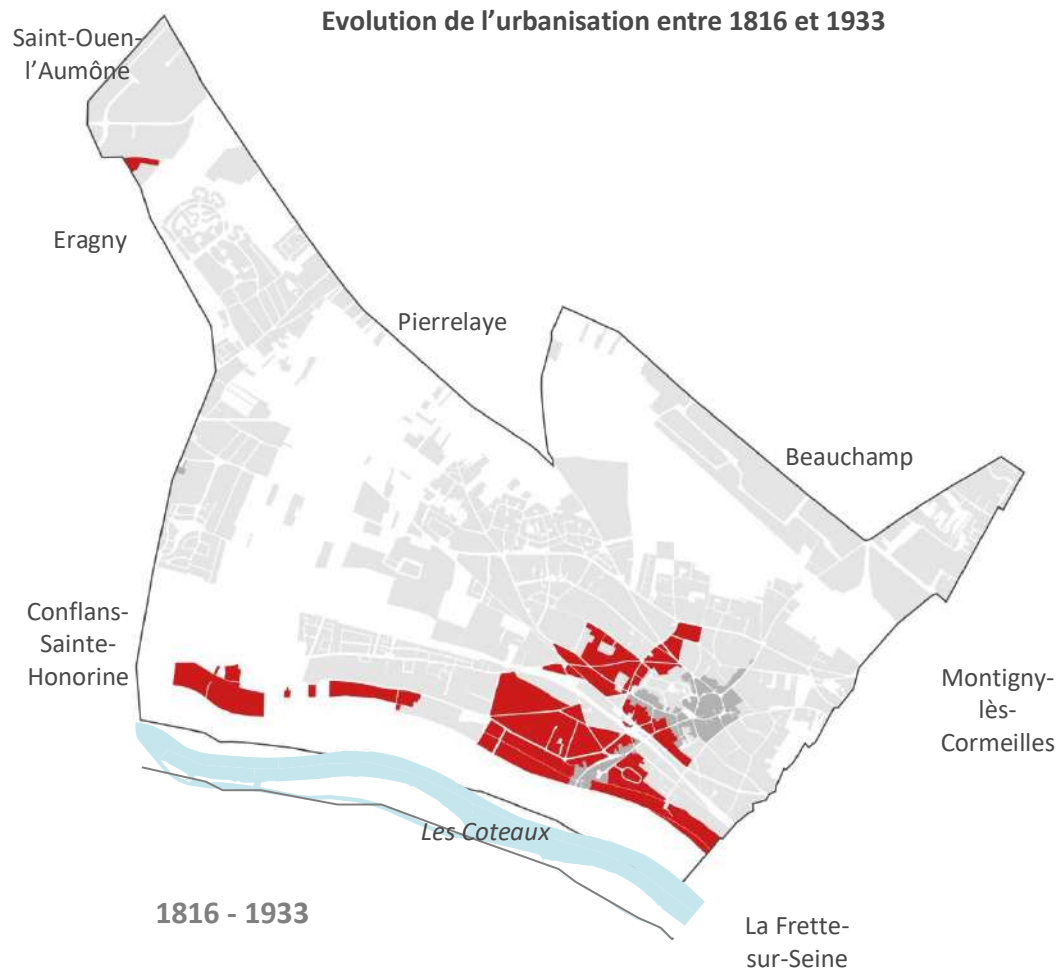 Evolution de l’urbanisation entre 1816 et 1933
Saint-Ouen-
l’Aumône
Eragny
Pierrelaye
Beauchamp
Conflans-
Sainte-
Honorine
Montigny-
lès-
Cormeilles
Les Coteaux
1816 - 1933
La Frette-
sur-Seine